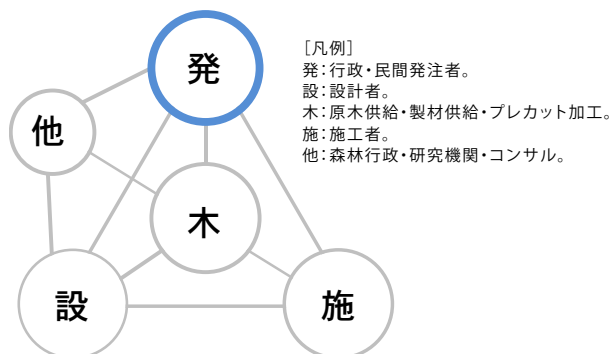 発
他
木
設
施
[凡例]
発:行政・民間発注者。
設:設計者。
木:原木供給・製材供給・プレカット加工。
施:施工者。
他:森林行政・研究機関・コンサル。